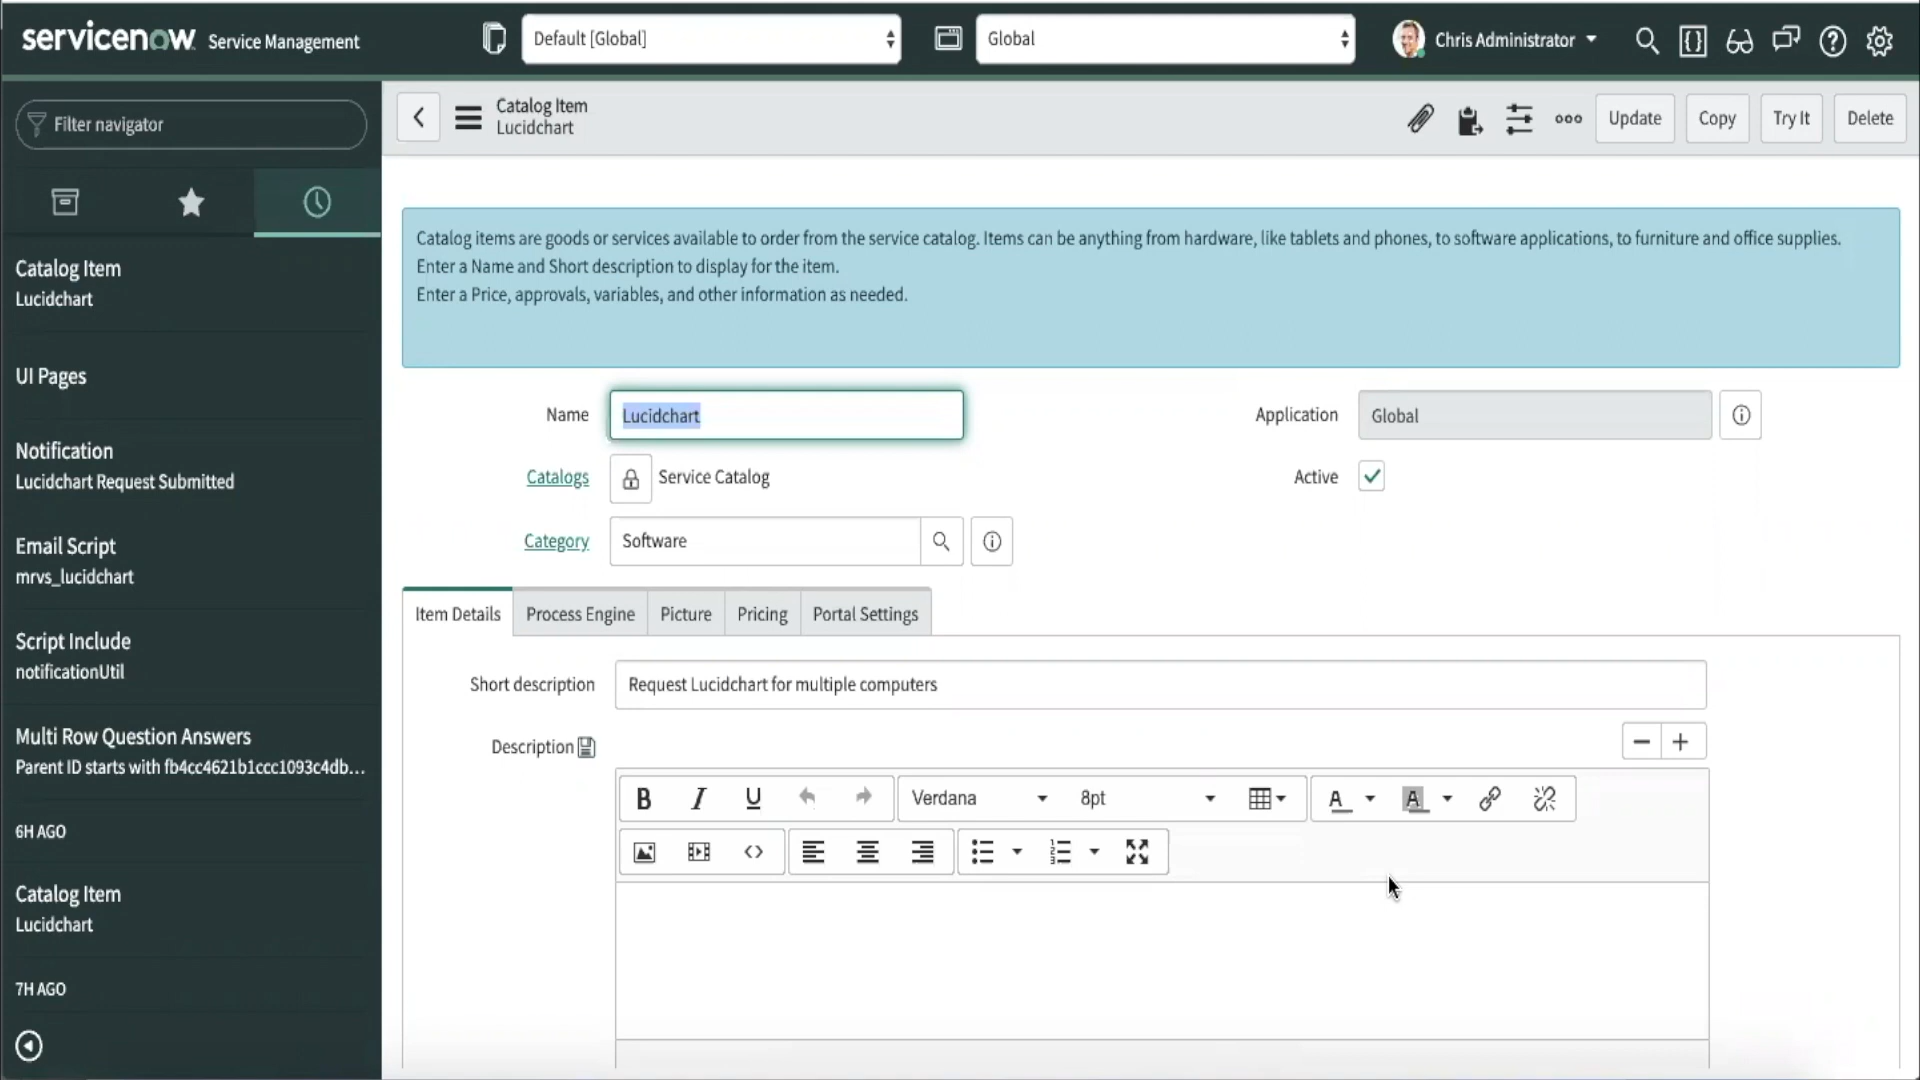 servicenow Service Management
Default [Global]
Global
Chris Administrator
Filter navigator
Catalog Item
Lucidchart
UI Pages
Notification
Lucidchart Request Submitted
Email Script
mrvs_lucidchart
Script Include
notificationUtil
Multi Row Question Answers
Parent ID starts with fb4cc4621b1ccc1093c4db...
6H AGO
Catalog Item
Lucidchart
7H AGO
Catalog Item
Lucidchart
Update Copy Try It Delete
Catalog items are goods or services available to order from the service catalog. Items can be anything from hardware, like tablets and phones, to software applications, to furniture and office supplies.
Enter a Name and Short description to display for the item.
Enter a Price, approvals, variables, and other information as needed.
Name Lucidchart
Application Global
Catalogs Service Catalog
Active
Category Software
Item Details Process Engine Picture Pricing Portal Settings
Short description Request Lucidchart for multiple computers
Description
B I U Verdana 8pt A A